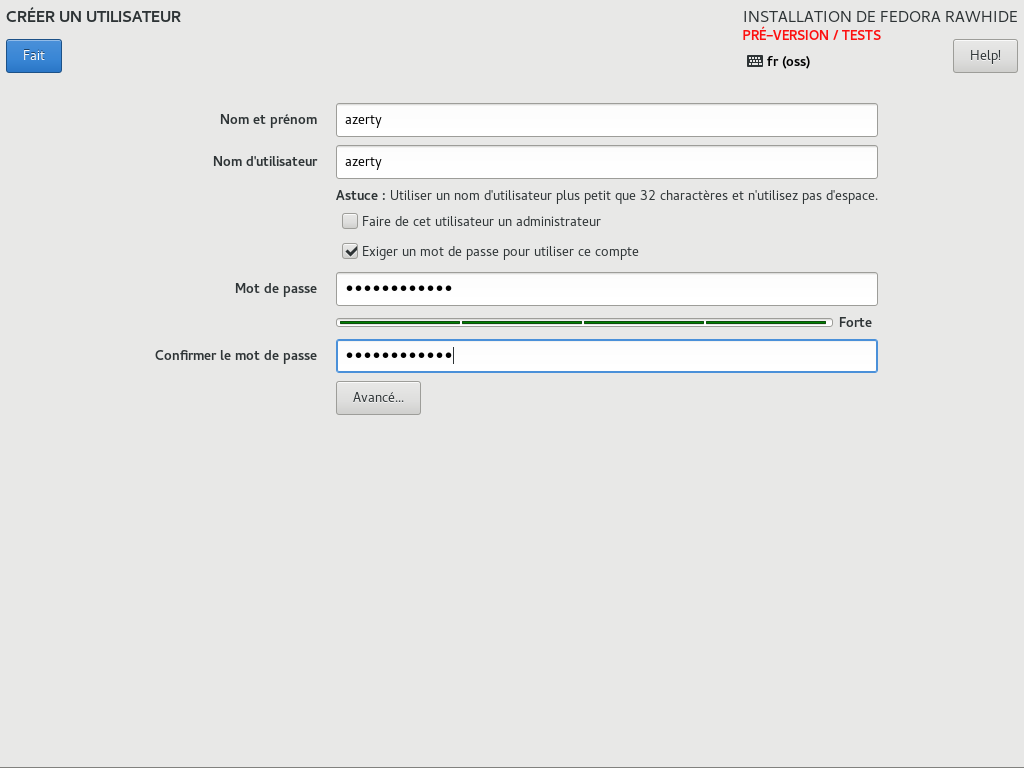 CRÉER UN UTILISATEUR
INSTALLATION DE FEDORA RAWHIDE
PRÉ-VERSION / TESTS
Fait
fr (oss)
Help!
Nom et prénom
azerty
Nom d'utilisateur
azerty
Astuce : Utiliser un nom d'utilisateur plus petit que 32 charactères et n'utilisez pas d'espace.
Faire de cet utilisateur un administrateur
Exiger un mot de passe pour utiliser ce compte
Mot de passe
●●●●●●●●●●●●
Forte
Confirmer le mot de passe
●●●●●●●●●●●●
Avancé...